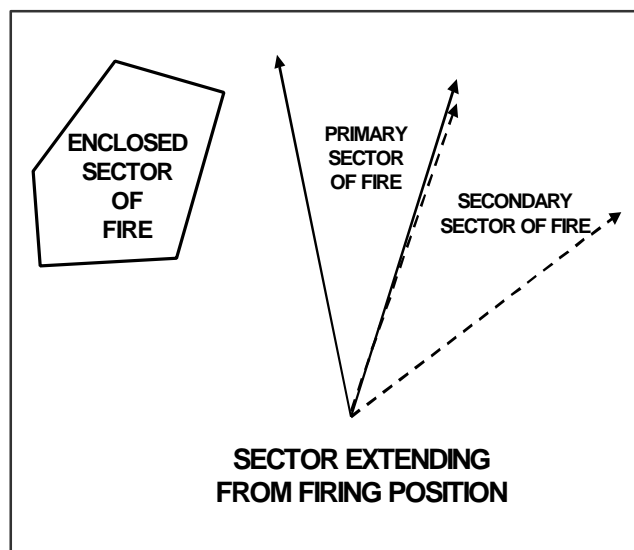 ENCLOSED
SECTOR
OF
FIRE
PRIMARY
SECTOR
OF FIRE
SECONDARY
SECTOR OF FIRE
SECTOR EXTENDING
FROM FIRING POSITION